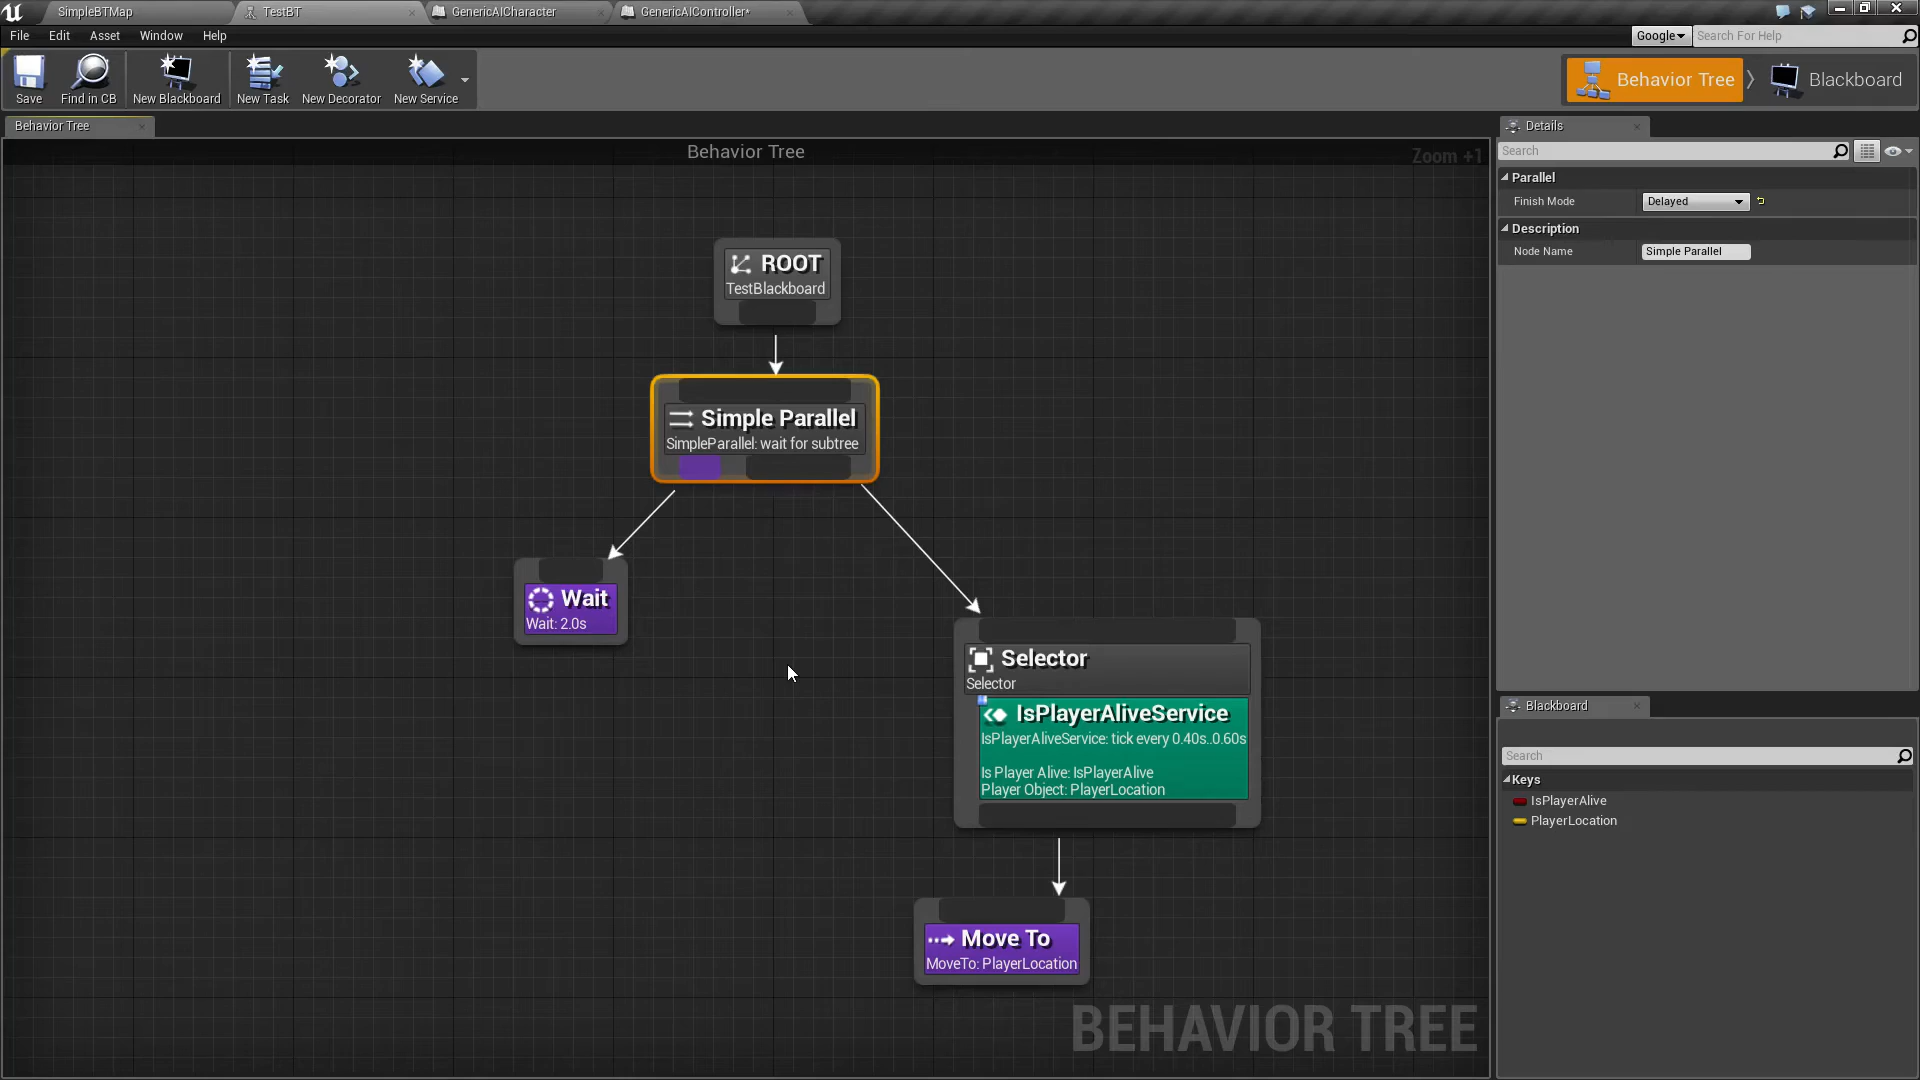 SimpleBTMap
TestBT
GenericAICharacter
GenericAIController*
File
Edit
Asset
Window
Help
Google
Search For Help
Save
Find in CB
New Blackboard
New Task
New Decorator
New Service
Behavior Tree
Blackboard
Behavior Tree
Behavior Tree
Zoom +1
ROOT
TestBlackboard
Simple Parallel
SimpleParallel: wait for subtree
Wait
Wait: 2.0s
Selector
Selector
IsPlayerAliveService
IsPlayerAliveService: tick every 0.40s..0.60s
Is Player Alive: IsPlayerAlive
Player Object: PlayerLocation
Move To
MoveTo: PlayerLocation
BEHAVIOR TREE
Details
Search
Parallel
Finish Mode
Delayed
Description
Node Name
Simple Parallel
Blackboard
Search
Keys
IsPlayerAlive
PlayerLocation